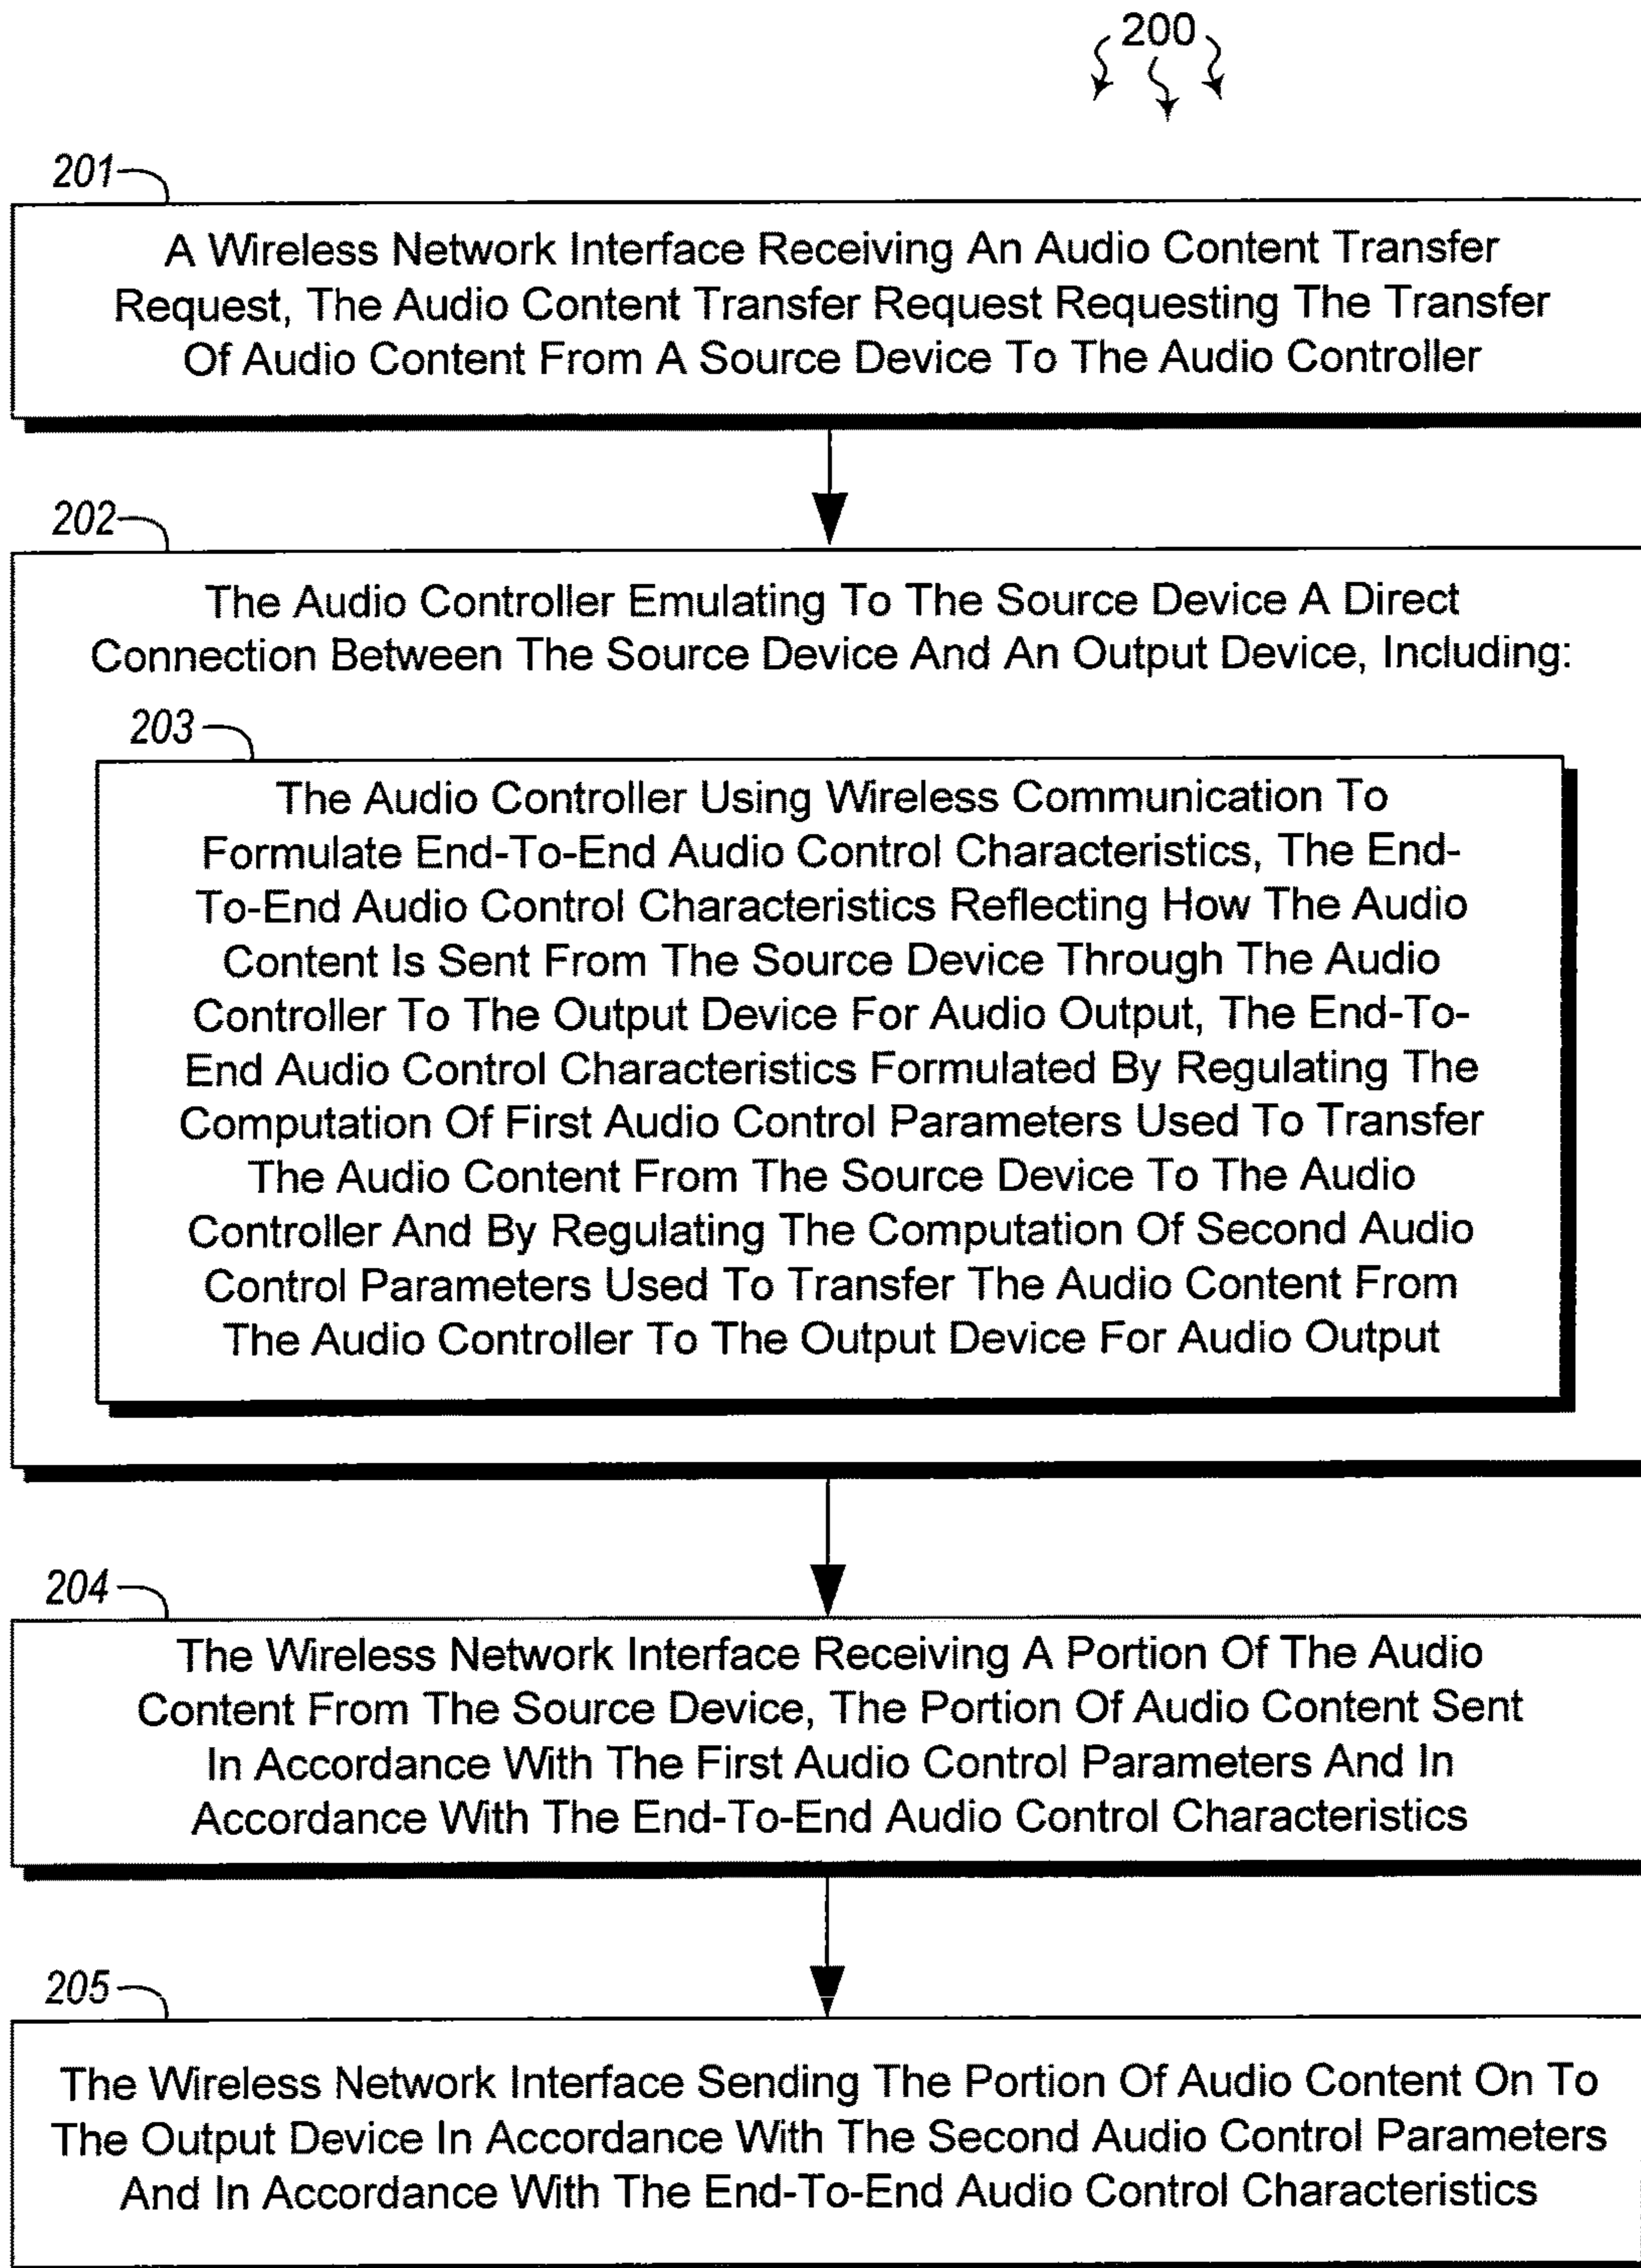 200
201
A Wireless Network Interface Receiving An Audio Content Transfer
Request, The Audio Content Transfer Request Requesting The Transfer
Of Audio Content From A Source Device To The Audio Controller
202
The Audio Controller Emulating To The Source Device A Direct
Connection Between The Source Device And An Output Device, Including:
203
The Audio Controller Using Wireless Communication To
Formulate End-To-End Audio Control Characteristics, The End-
To-End Audio Control Characteristics Reflecting How The Audio
Content Is Sent From The Source Device Through The Audio
Controller To The Output Device For Audio Output, The End-To-
End Audio Control Characteristics Formulated By Regulating The
Computation Of First Audio Control Parameters Used To Transfer
The Audio Content From The Source Device To The Audio
Controller And By Regulating The Computation Of Second Audio
Control Parameters Used To Transfer The Audio Content From
The Audio Controller To The Output Device For Audio Output
204
The Wireless Network Interface Receiving A Portion Of The Audio
Content From The Source Device, The Portion Of Audio Content Sent
In Accordance With The First Audio Control Parameters And In
Accordance With The End-To-End Audio Control Characteristics
205
The Wireless Network Interface Sending The Portion Of Audio Content On To
The Output Device In Accordance With The Second Audio Control Parameters
And In Accordance With The End-To-End Audio Control Characteristics